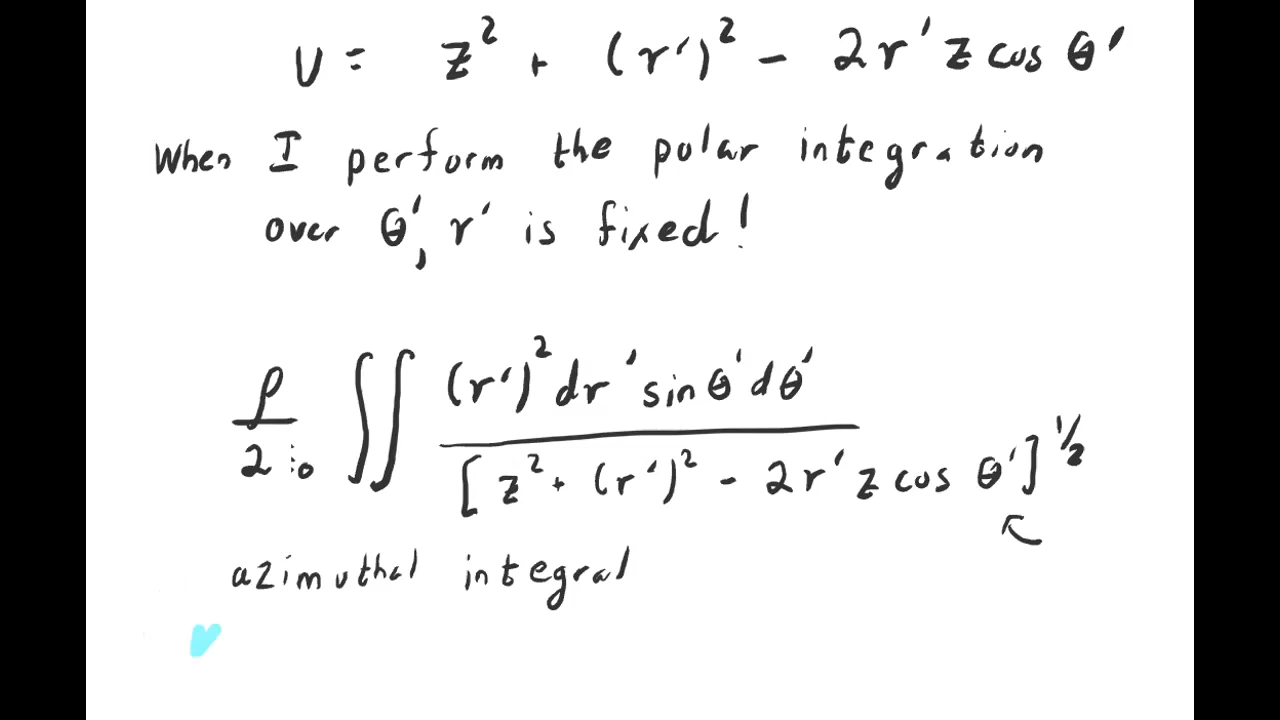 U = z² + (r')² - 2r'z cos θ'
When I perform the polar integration
over θ', r' is fixed!
ρ/2ε₀ ∬ (r')² dr' sin θ' dθ' / [z² + (r')² - 2r'z cos θ']^1/2
azimuthal integral